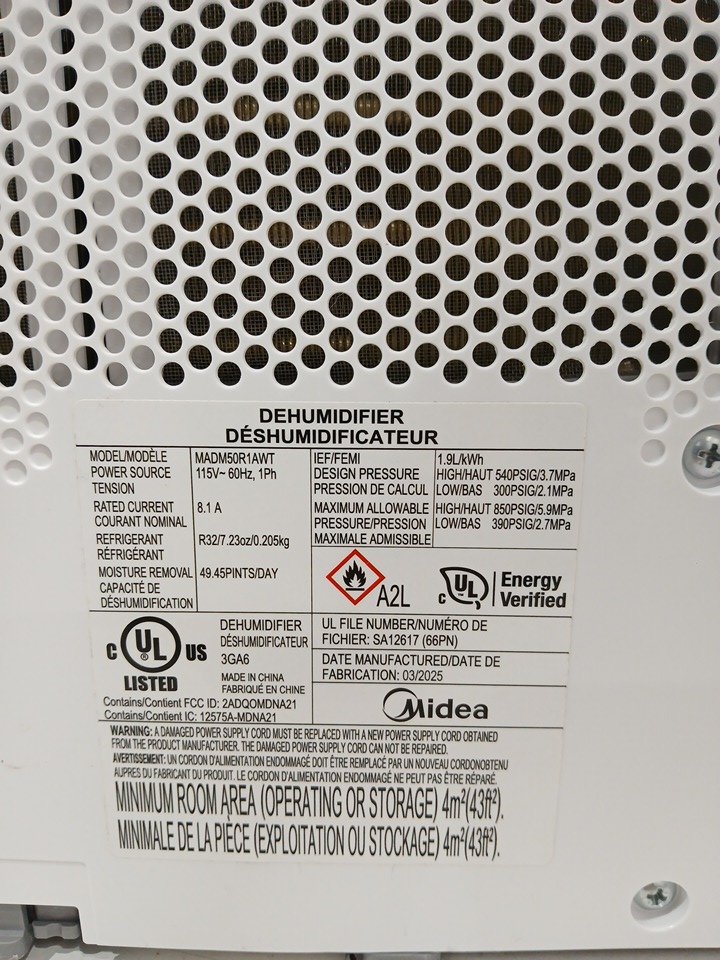 DEHUMIDIFIER
DÉSHUMIDIFICATEUR
MODEL/MODÈLE MADM50R1AWT
POWER SOURCE 115V~ 60Hz, 1Ph
TENSION
RATED CURRENT 8.1 A
COURANT NOMINAL
REFRIGERANT R32/7.23oz/0.205kg
RÉFRIGÉRANT
MOISTURE REMOVAL 49.45PINTS/DAY
CAPACITÉ DE
DÉSHUMIDIFICATION
IEF/FEMI 1.9L/kWh
DESIGN PRESSURE HIGH/HAUT 540PSIG/3.7MPa
PRESSION DE CALCUL LOW/BAS 300PSIG/2.1MPa
MAXIMUM ALLOWABLE HIGH/HAUT 850PSIG/5.9MPa
PRESSURE/PRESSION LOW/BAS 390PSIG/2.7MPa
MAXIMALE ADMISSIBLE
A2L
C UL Energy
Verified
C UL US
LISTED
DEHUMIDIFIER
DÉSHUMIDIFICATEUR
3GA6
MADE IN CHINA
FABRIQUÉ EN CHINE
Contains/Contient FCC ID: 2ADQOMDNA21
Contains/Contient IC: 12575A-MDNA21
UL FILE NUMBER/NUMÉRO DE
FICHIER: SA12617 (66PN)
DATE MANUFACTURED/DATE DE
FABRICATION: 03/2025
Midea
WARNING: A DAMAGED POWER SUPPLY CORD MUST BE REPLACED WITH A NEW POWER SUPPLY CORD OBTAINED
FROM THE PRODUCT MANUFACTURER. THE DAMAGED POWER SUPPLY CORD CAN NOT BE REPAIRED.
AVERTISSEMENT: UN CORDON D'ALIMENTATION ENDOMMAGÉ DOIT ÊTRE REMPLACÉ PAR UN NOUVEAU CORDONOBTENU
AUPRES DU FABRICANT DU PRODUIT. LE CORDON D'ALIMENTATION ENDOMMAGÉ NE PEUT PAS ÊTRE RÉPARÉ.
MINIMUM ROOM AREA (OPERATING OR STORAGE) 4m²(43ft²).
MINIMALE DE LA PIÈCE (EXPLOITATION OU STOCKAGE) 4m²(43ft²).